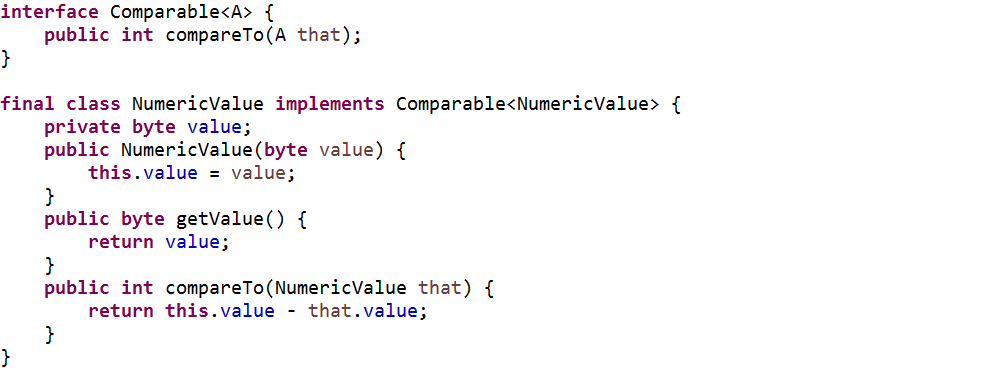 interface Comparable<A> {
    public int compareTo(A that);
}

final class NumericValue implements Comparable<NumericValue> {
    private byte value;
    public NumericValue(byte value) {
        this.value = value;
    }
    public byte getValue() {
        return value;
    }
    public int compareTo(NumericValue that) {
        return this.value - that.value;
    }
}